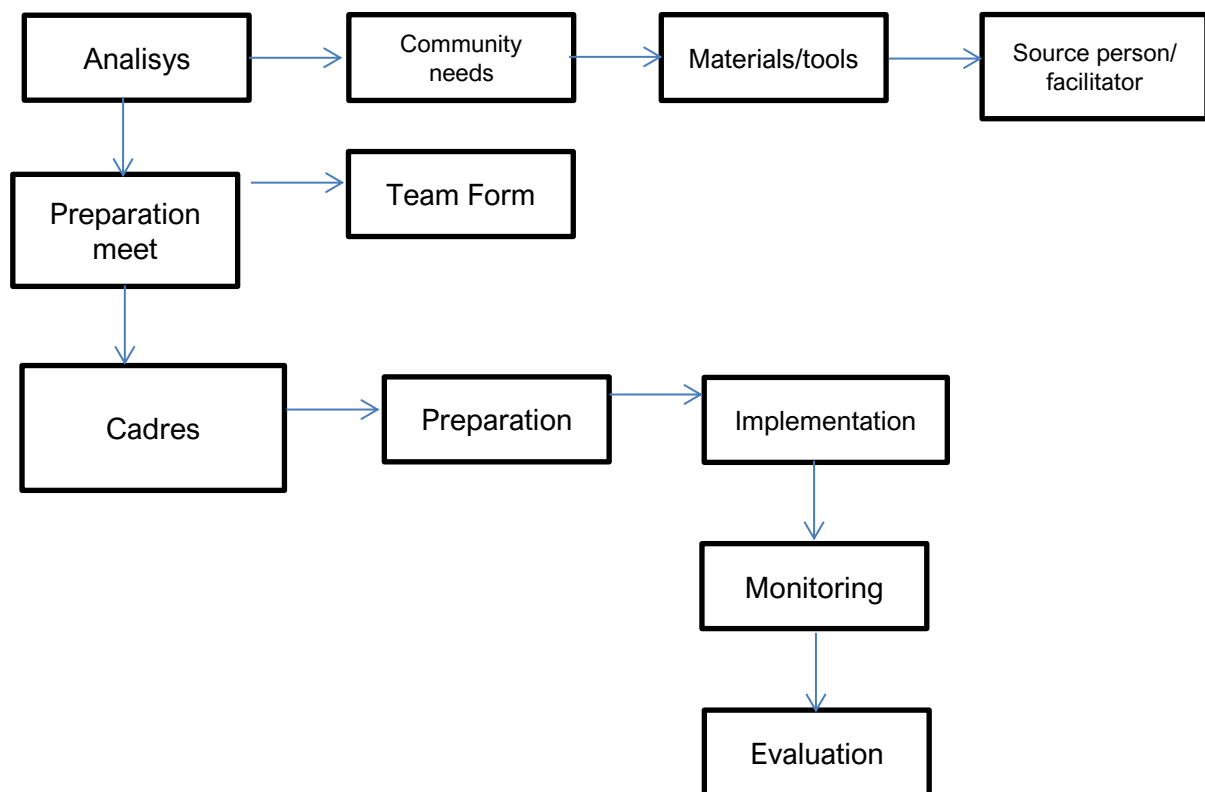 Analisys
Community
needs
Materials/tools
Source person/
facilitator
Preparation
meet
Team Form
Cadres
Preparation
Implementation
Monitoring
Evaluation